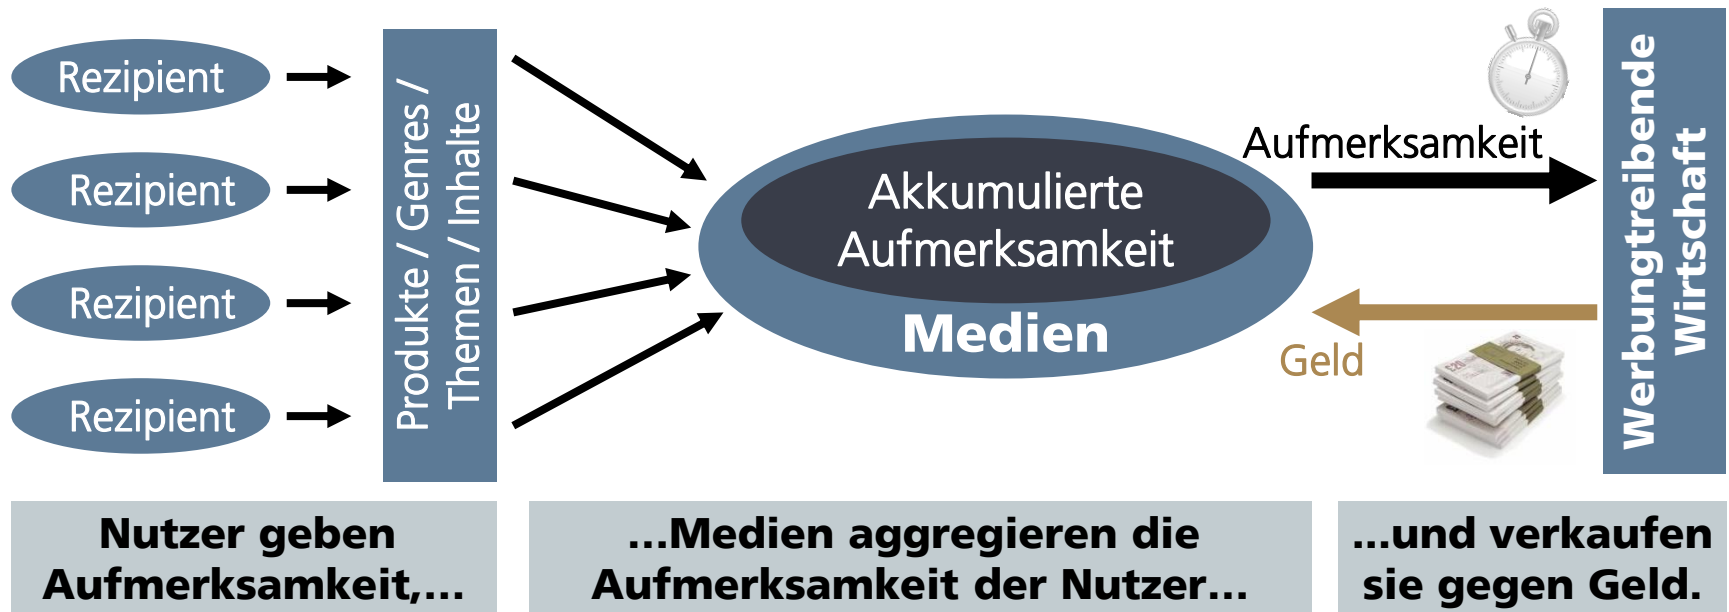 Rezipient
Rezipient
Rezipient
Rezipient
Produkte / Genres /
Themen / Inhalte
Akkumulierte
Aufmerksamkeit
Medien
Aufmerksamkeit
Geld
£20
Werbungtreibende
Wirtschaft
Nutzer geben
Aufmerksamkeit,...
...Medien aggregieren die
Aufmerksamkeit der Nutzer...
...und verkaufen
sie gegen Geld.